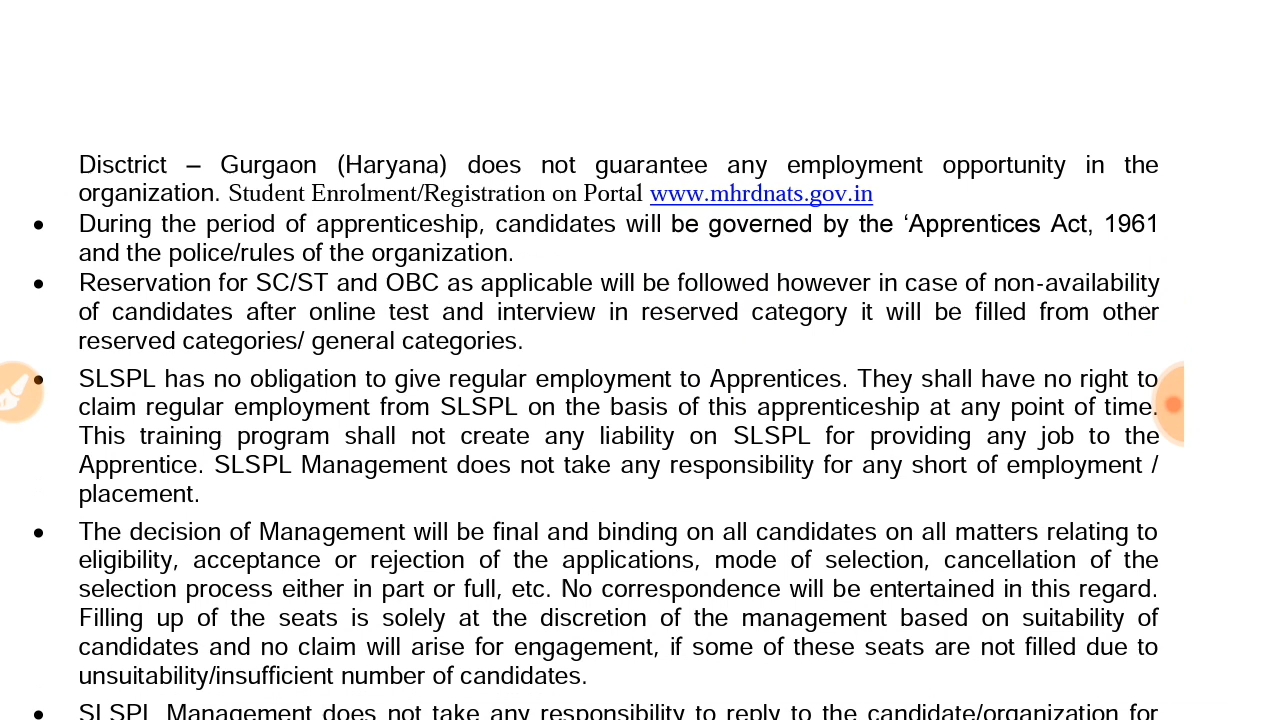 Disctrict – Gurgaon (Haryana) does not guarantee any employment opportunity in the
organization. Student Enrolment/Registration on Portal www.mhrdnats.gov.in
• During the period of apprenticeship, candidates will be governed by the ‘Apprentices Act, 1961
and the police/rules of the organization.
• Reservation for SC/ST and OBC as applicable will be followed however in case of non-availability
of candidates after online test and interview in reserved category it will be filled from other
reserved categories/ general categories.
• SLSPL has no obligation to give regular employment to Apprentices. They shall have no right to
claim regular employment from SLSPL on the basis of this apprenticeship at any point of time.
This training program shall not create any liability on SLSPL for providing any job to the
Apprentice. SLSPL Management does not take any responsibility for any short of employment /
placement.
• The decision of Management will be final and binding on all candidates on all matters relating to
eligibility, acceptance or rejection of the applications, mode of selection, cancellation of the
selection process either in part or full, etc. No correspondence will be entertained in this regard.
Filling up of the seats is solely at the discretion of the management based on suitability of
candidates and no claim will arise for engagement, if some of these seats are not filled due to
unsuitability/insufficient number of candidates.
• SLSPL Management does not take any responsibility to reply to the candidate/organization for